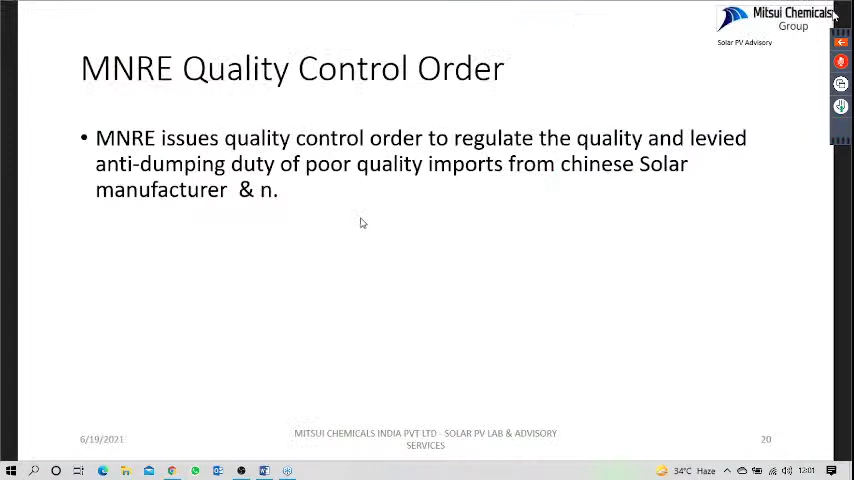 Mitsui Chemicals
Group
Solar PV Advisory
MNRE Quality Control Order
• MNRE issues quality control order to regulate the quality and levied
anti-dumping duty of poor quality imports from chinese Solar
manufacturer & n.
6/19/2021
MITSUI CHEMICALS INDIA PVT LTD - SOLAR PV LAB & ADVISORY
SERVICES
20
34°C Haze
12:01